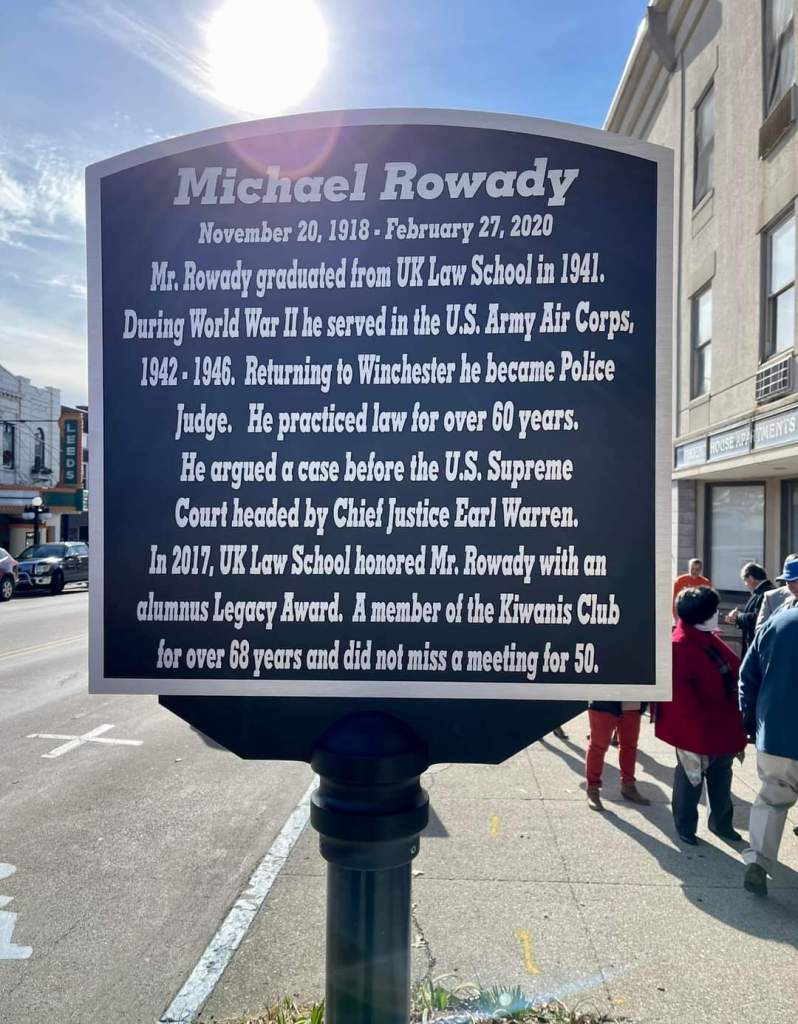 Michael Rowady
November 20, 1918 - February 27, 2020
Mr. Rowady graduated from UK Law School in 1941.
During World War II he served in the U.S. Army Air Corps,
1942 - 1946. Returning to Winchester he became Police
Judge. He practiced law for over 60 years.
He argued a case before the U.S. Supreme
Court headed by Chief Justice Earl Warren.
In 2017, UK Law School honored Mr. Rowady with an
alumnus Legacy Award. A member of the Kiwanis Club
for over 68 years and did not miss a meeting for 50.
LEEDS
HOUSE APARTMENTS